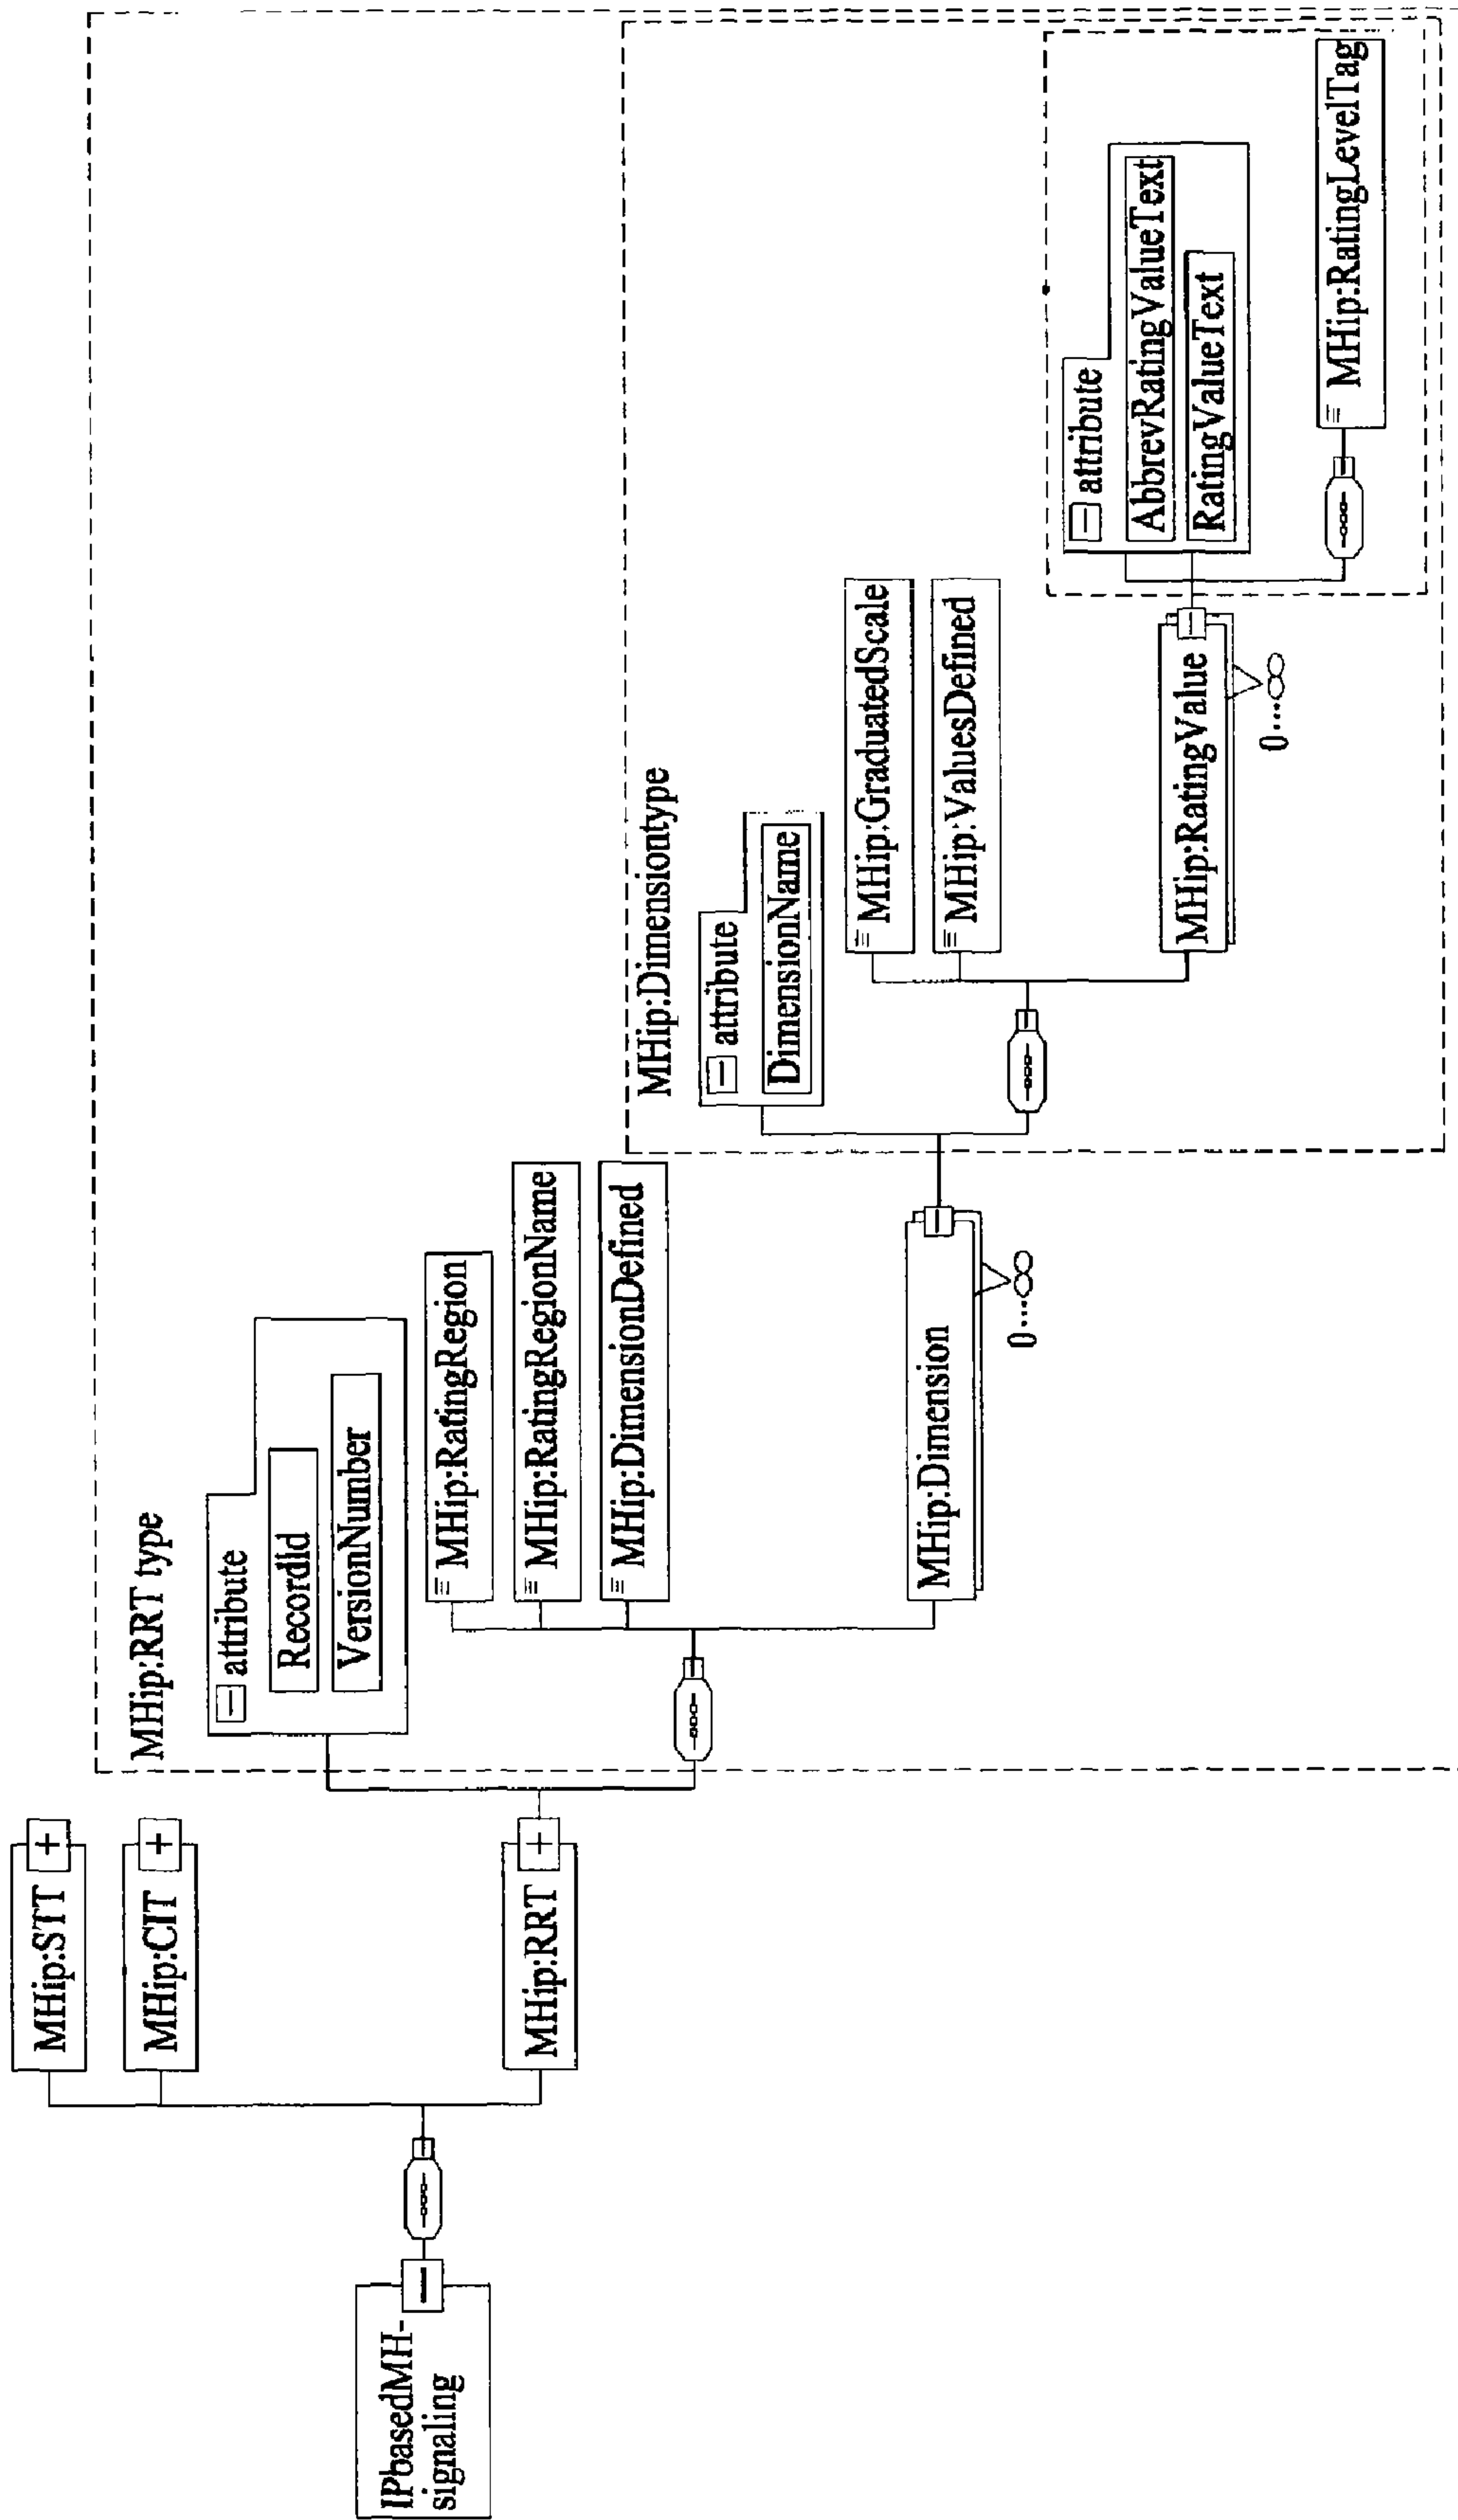 IPbasedMH-
signaling
MHip:STT
MHip:CIT
MHip:RRT
MHip:RRT type
attribute
RecordId
VersionNumber
MHip:RatingRegion
MHip:RatingRegionName
MHip:DimensionDefined
MHip:Dimension
0...∞
MHip:Dimensiontype
attribute
DimensionName
MHip:GraduatedScale
MHip:ValuesDefined
MHip:RatingValue
0...∞
attribute
AbbrevRatingValueText
RatingValueText
MHip:RatingLevelTag